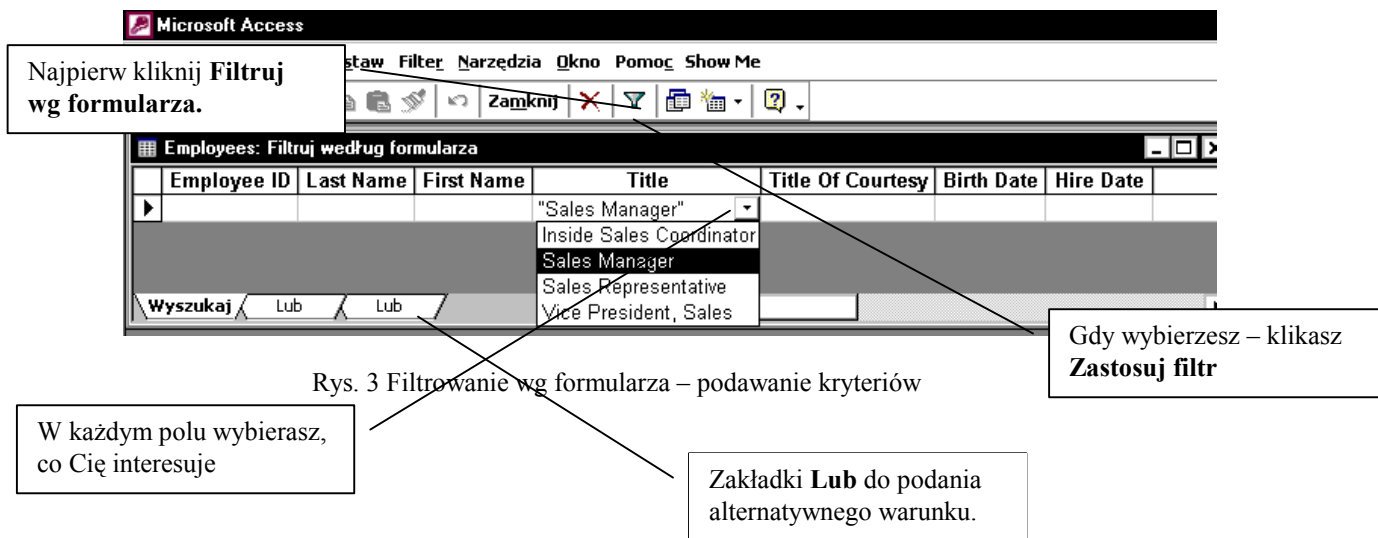 Microsoft Access
Najpierw kliknij Filtruj
wg formularza.
Filter Narzędzia Okno Pomoc Show Me
Zamknij
Employees: Filtruj według formularza
Employee ID Last Name First Name Title Title Of Courtesy Birth Date Hire Date
"Sales Manager"
Inside Sales Coordinator
Sales Manager
Sales Representative
Vice President, Sales
Wyszukaj Lub Lub
Gdy wybierzesz – klikasz
Zastosuj filtr
Rys. 3 Filtrowanie wg formularza – podawanie kryteriów
W każdym polu wybierasz,
co Cię interesuje
Zakładki Lub do podania
alternatywnego warunku.